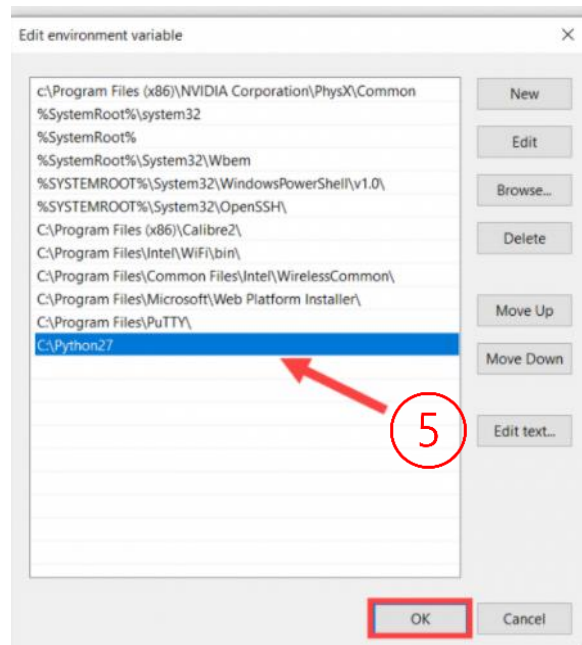 Edit environment variable
c:\Program Files (x86)\NVIDIA Corporation\PhysX\Common
%SystemRoot%\system32
%SystemRoot%
%SystemRoot%\System32\Wbem
%SYSTEMROOT%\System32\WindowsPowerShell\v1.0\
%SYSTEMROOT%\System32\OpenSSH\
C:\Program Files (x86)\Calibre2\
C:\Program Files\Intel\WiFi\bin\
C:\Program Files\Common Files\Intel\WirelessCommon\
C:\Program Files\Microsoft\Web Platform Installer\
C:\Program Files\PuTTY\
C:\Python27
New
Edit
Browse...
Delete
Move Up
Move Down
Edit text...
5
OK
Cancel